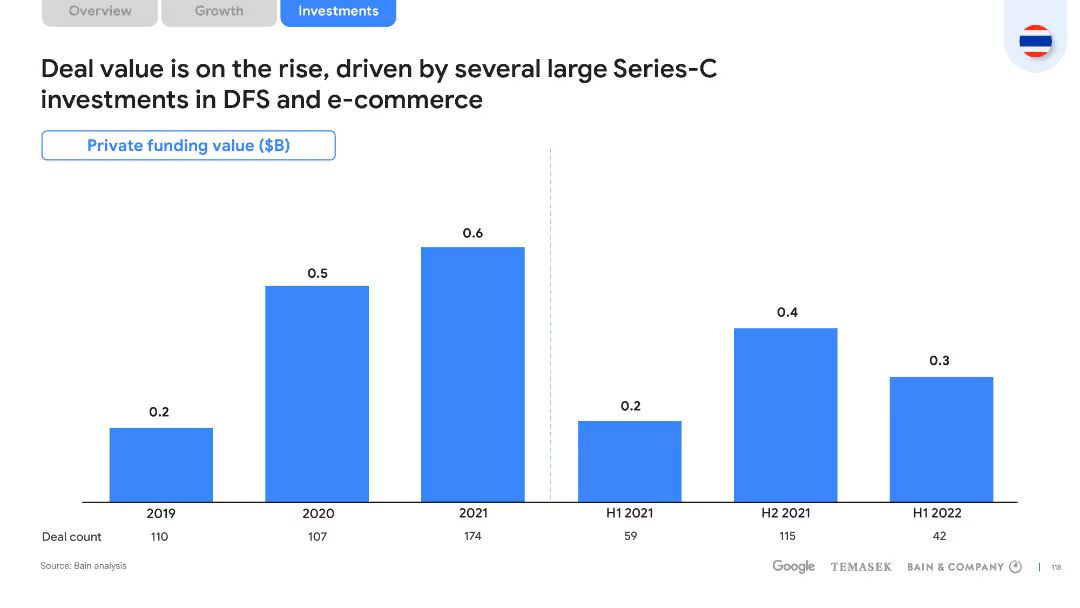 Overview Growth Investments
Deal value is on the rise, driven by several large Series-C
investments in DFS and e-commerce
Private funding value ($B)
0.2 0.5 0.6 0.2 0.4 0.3
2019 2020 2021 H1 2021 H2 2021 H1 2022
Deal count 110 107 174 59 115 42
Source: Bain analysis
Google TEMASEK BAIN & COMPANY | 118